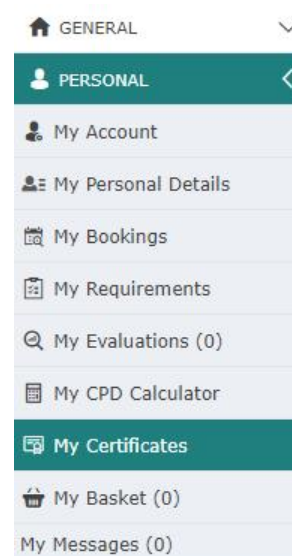 GENERAL
PERSONAL
My Account
My Personal Details
My Bookings
My Requirements
My Evaluations (0)
My CPD Calculator
My Certificates
My Basket (0)
My Messages (0)